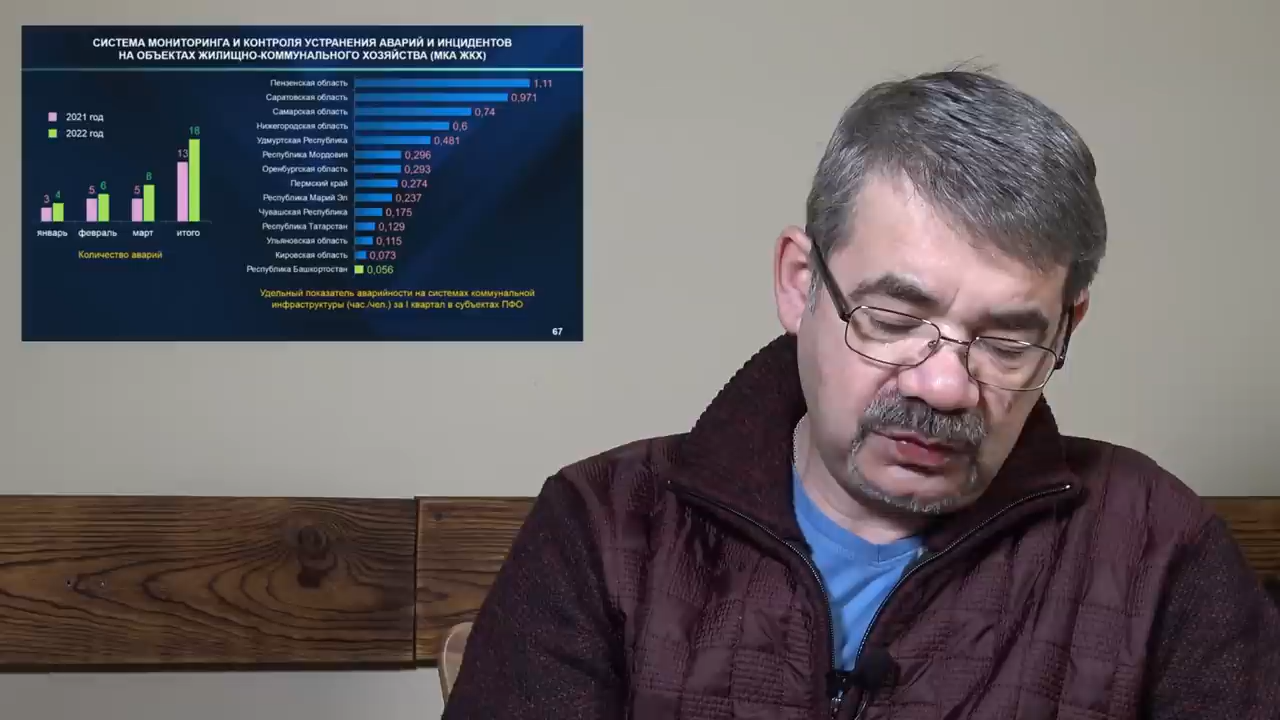 СИСТЕМА МОНИТОРИНГА И КОНТРОЛЯ УСТРАНЕНИЯ АВАРИЙ И ИНЦИДЕНТОВ
НА ОБЪЕКТАХ ЖИЛИЩНО-КОММУНАЛЬНОГО ХОЗЯЙСТВА (МКА ЖКХ)
2021 год
2022 год
3 4
5 6
5 8
13 18
январь февраль март итого
Количество аварий
Пензенская область 1,11
Саратовская область 0,971
Самарская область 0,74
Нижегородская область 0,6
Удмуртская Республика 0,481
Республика Мордовия 0,296
Оренбургская область 0,293
Пермский край 0,274
Республика Марий Эл 0,237
Чувашская Республика 0,175
Республика Татарстан 0,129
Ульяновская область 0,115
Кировская область 0,073
Республика Башкортостан 0,056
Удельный показатель аварийности на системах коммунальной
инфраструктуры (час./чел.) за I квартал в субъектах ПФО
67